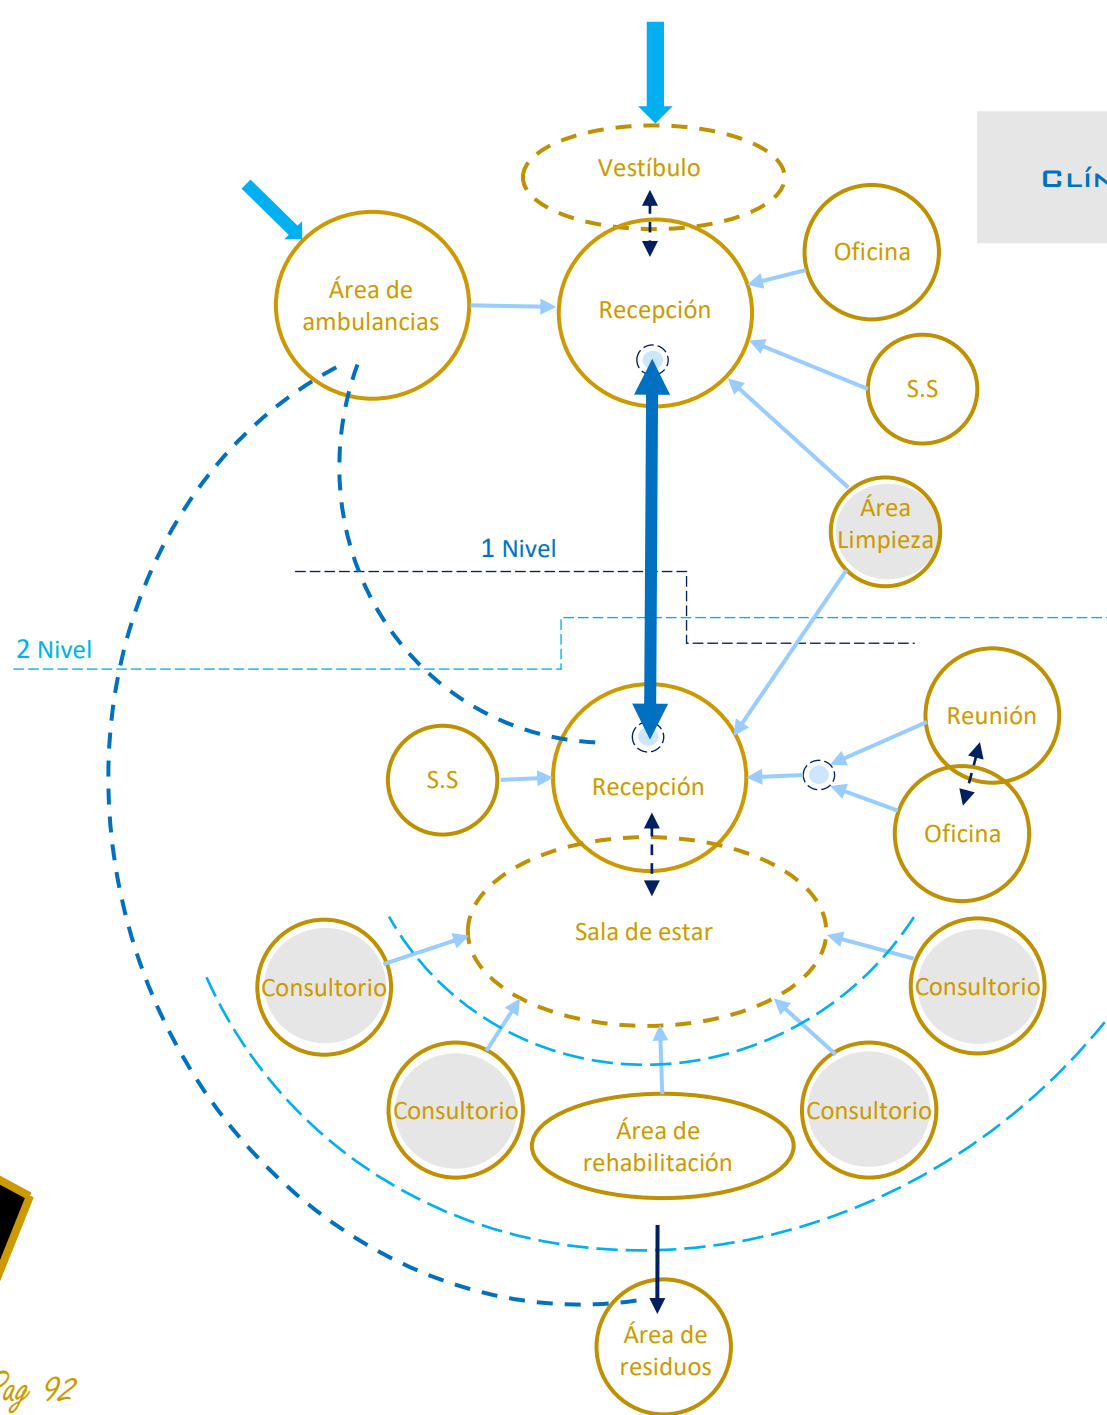 Vestíbulo
CLÍN
Oficina
Área de
ambulancias
Recepción
S.S
Área
Limpieza
1 Nivel
2 Nivel
Reunión
S.S
Recepción
Oficina
Sala de estar
Consultorio
Consultorio
Consultorio
Consultorio
Área de
rehabilitación
Área de
residuos
Pag 92